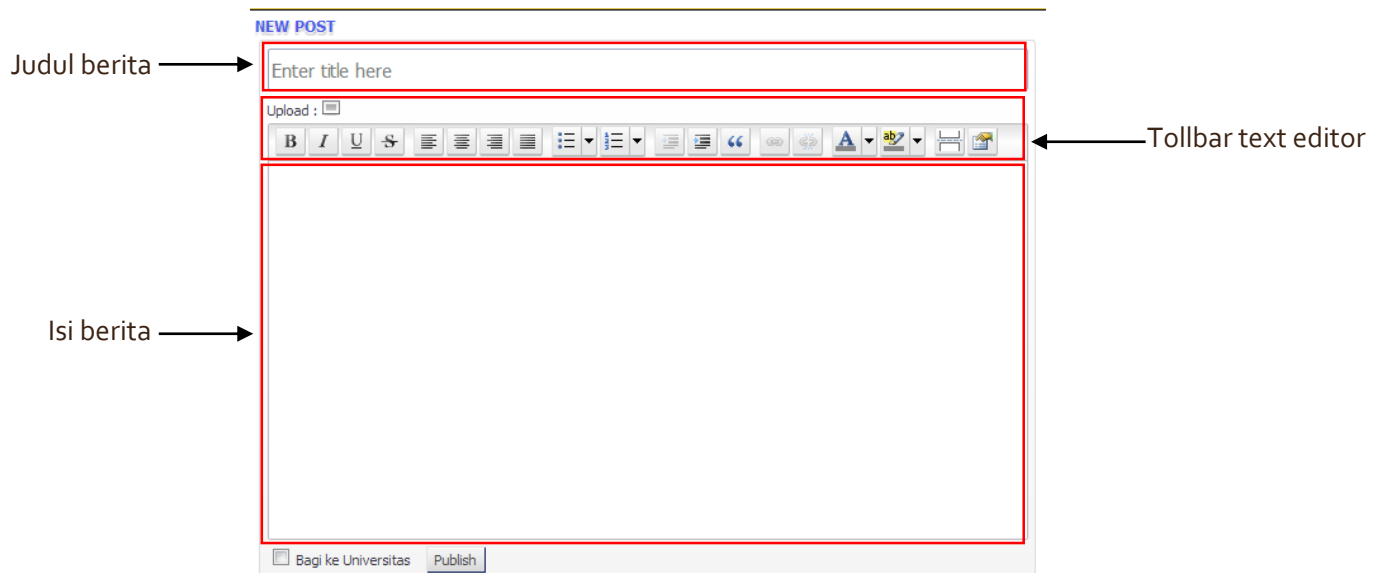 NEW POST
Judul berita
Enter title here
Upload :
Tollbar text editor
Isi berita
Bagi ke Universitas Publish